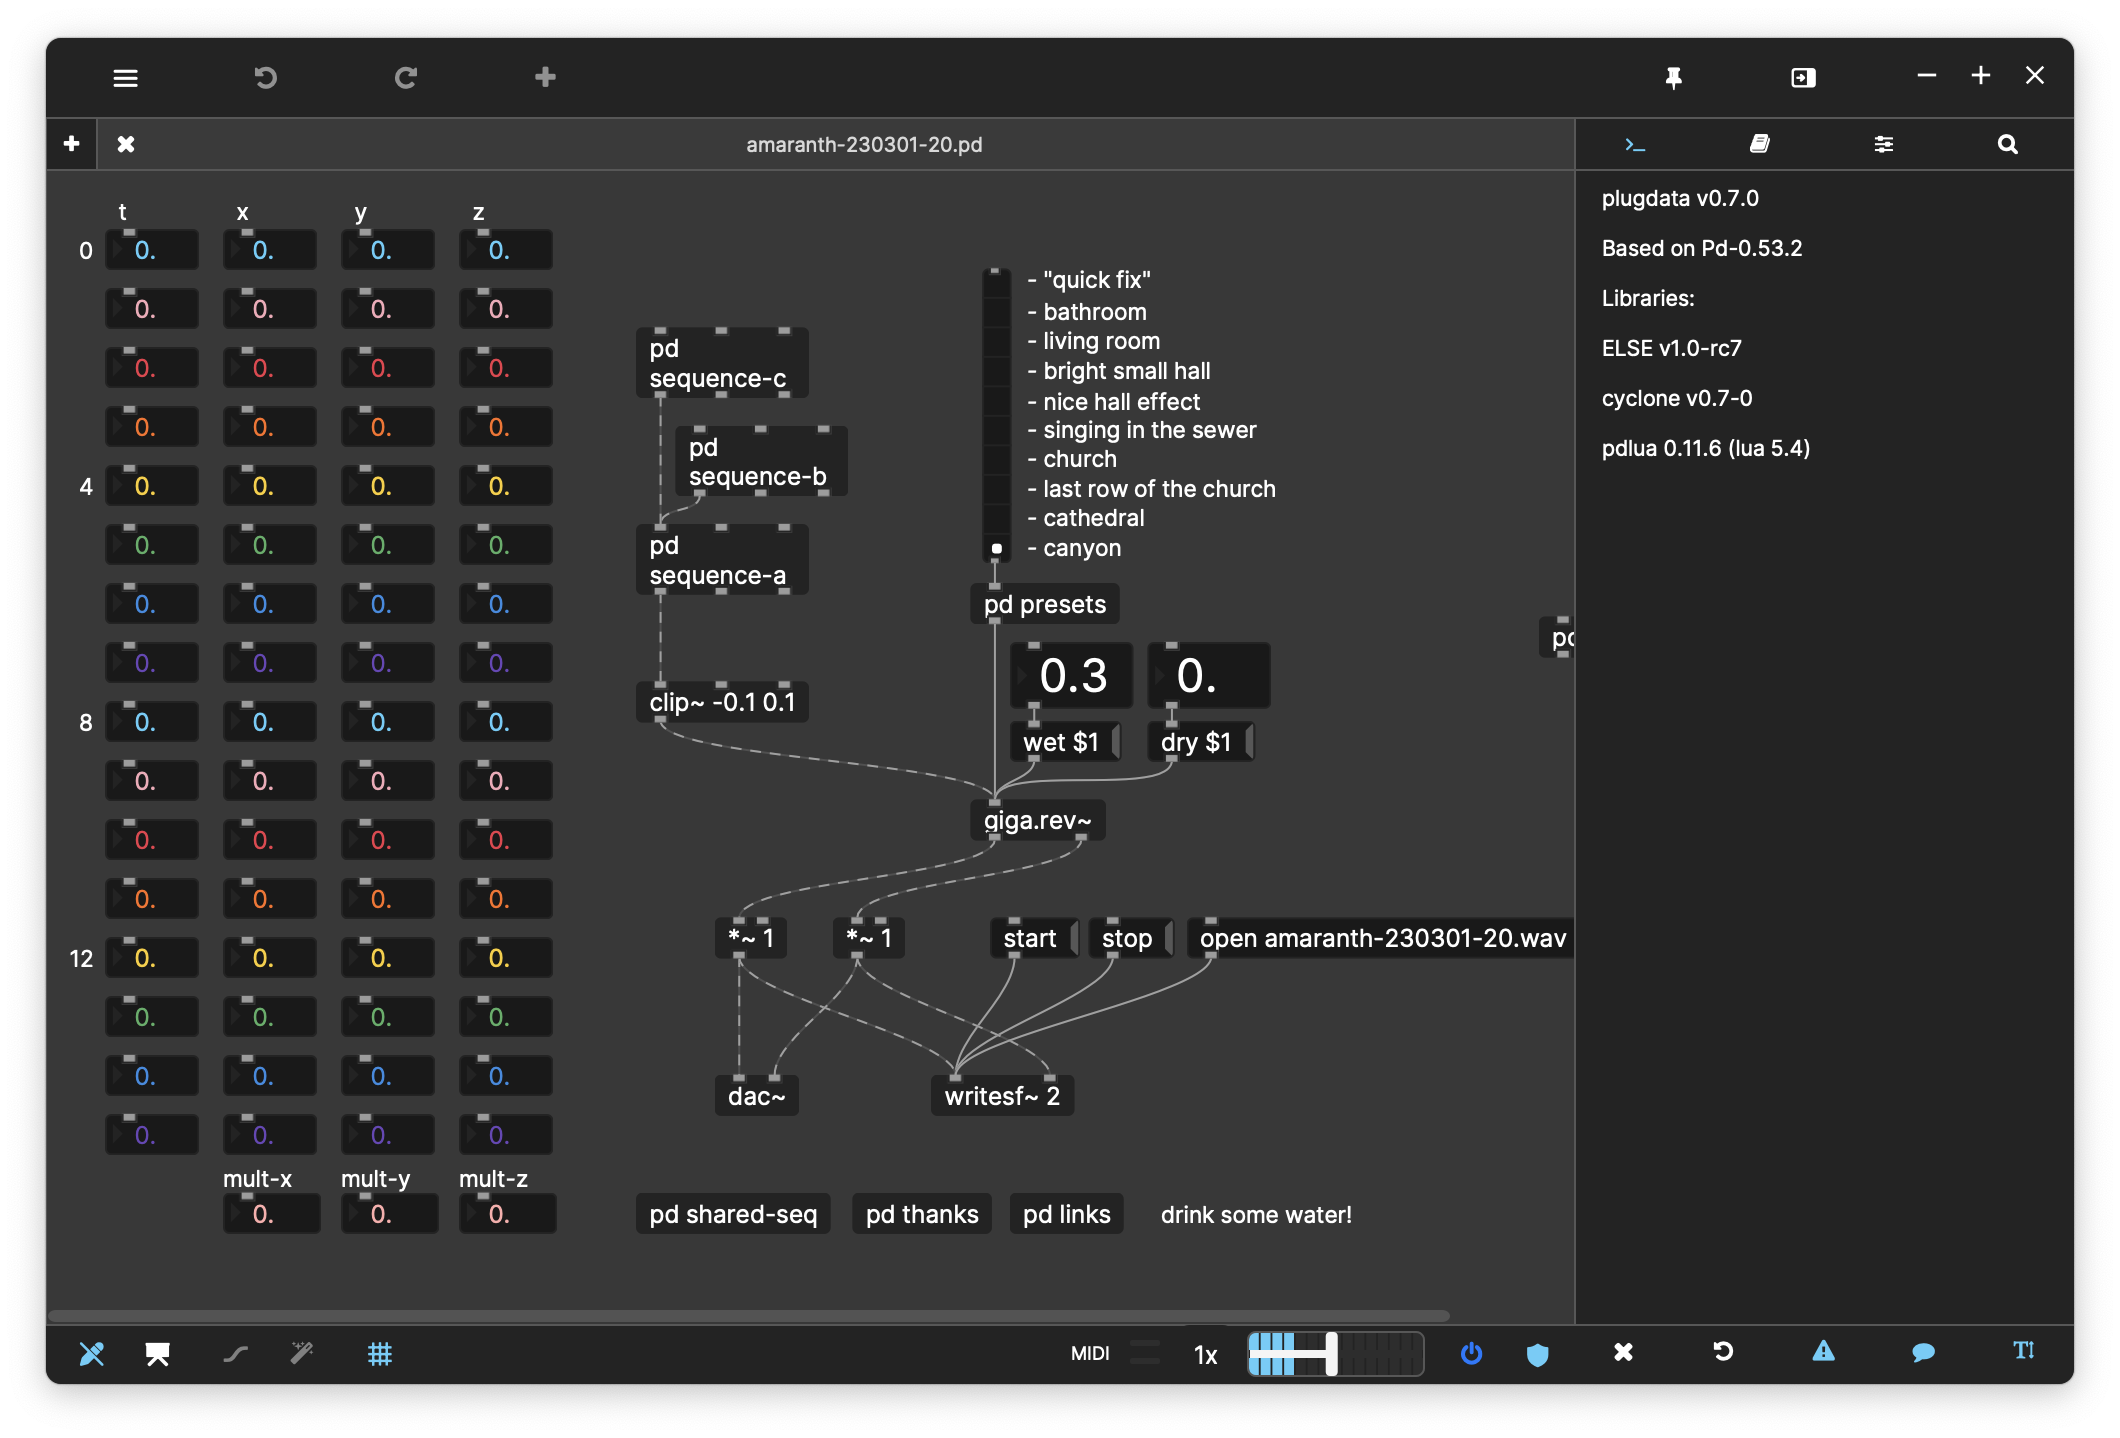 amaranth-230301-20.pd
t x y z
0 0. 0. 0. 0.
0. 0. 0. 0.
0. 0. 0. 0.
0. 0. 0. 0.
4 0. 0. 0. 0.
0. 0. 0. 0.
0. 0. 0. 0.
0. 0. 0. 0.
8 0. 0. 0. 0.
0. 0. 0. 0.
0. 0. 0. 0.
0. 0. 0. 0.
12 0. 0. 0. 0.
0. 0. 0. 0.
0. 0. 0. 0.
0. 0. 0. 0.
mult-x mult-y mult-z
0. 0. 0.
pd
sequence-c
pd
sequence-b
pd
sequence-a
clip~ -0.1 0.1
- "quick fix"
- bathroom
- living room
- bright small hall
- nice hall effect
- singing in the sewer
- church
- last row of the church
- cathedral
- canyon
pd presets
0.3 0.
wet $1 dry $1
giga.rev~
*~ 1 *~ 1 start stop open amaranth-230301-20.wav
dac~ writesf~ 2
pd shared-seq pd thanks pd links drink some water!
plugdata v0.7.0
Based on Pd-0.53.2
Libraries:
ELSE v1.0-rc7
cyclone v0.7-0
pdlua 0.11.6 (lua 5.4)
MIDI 1x